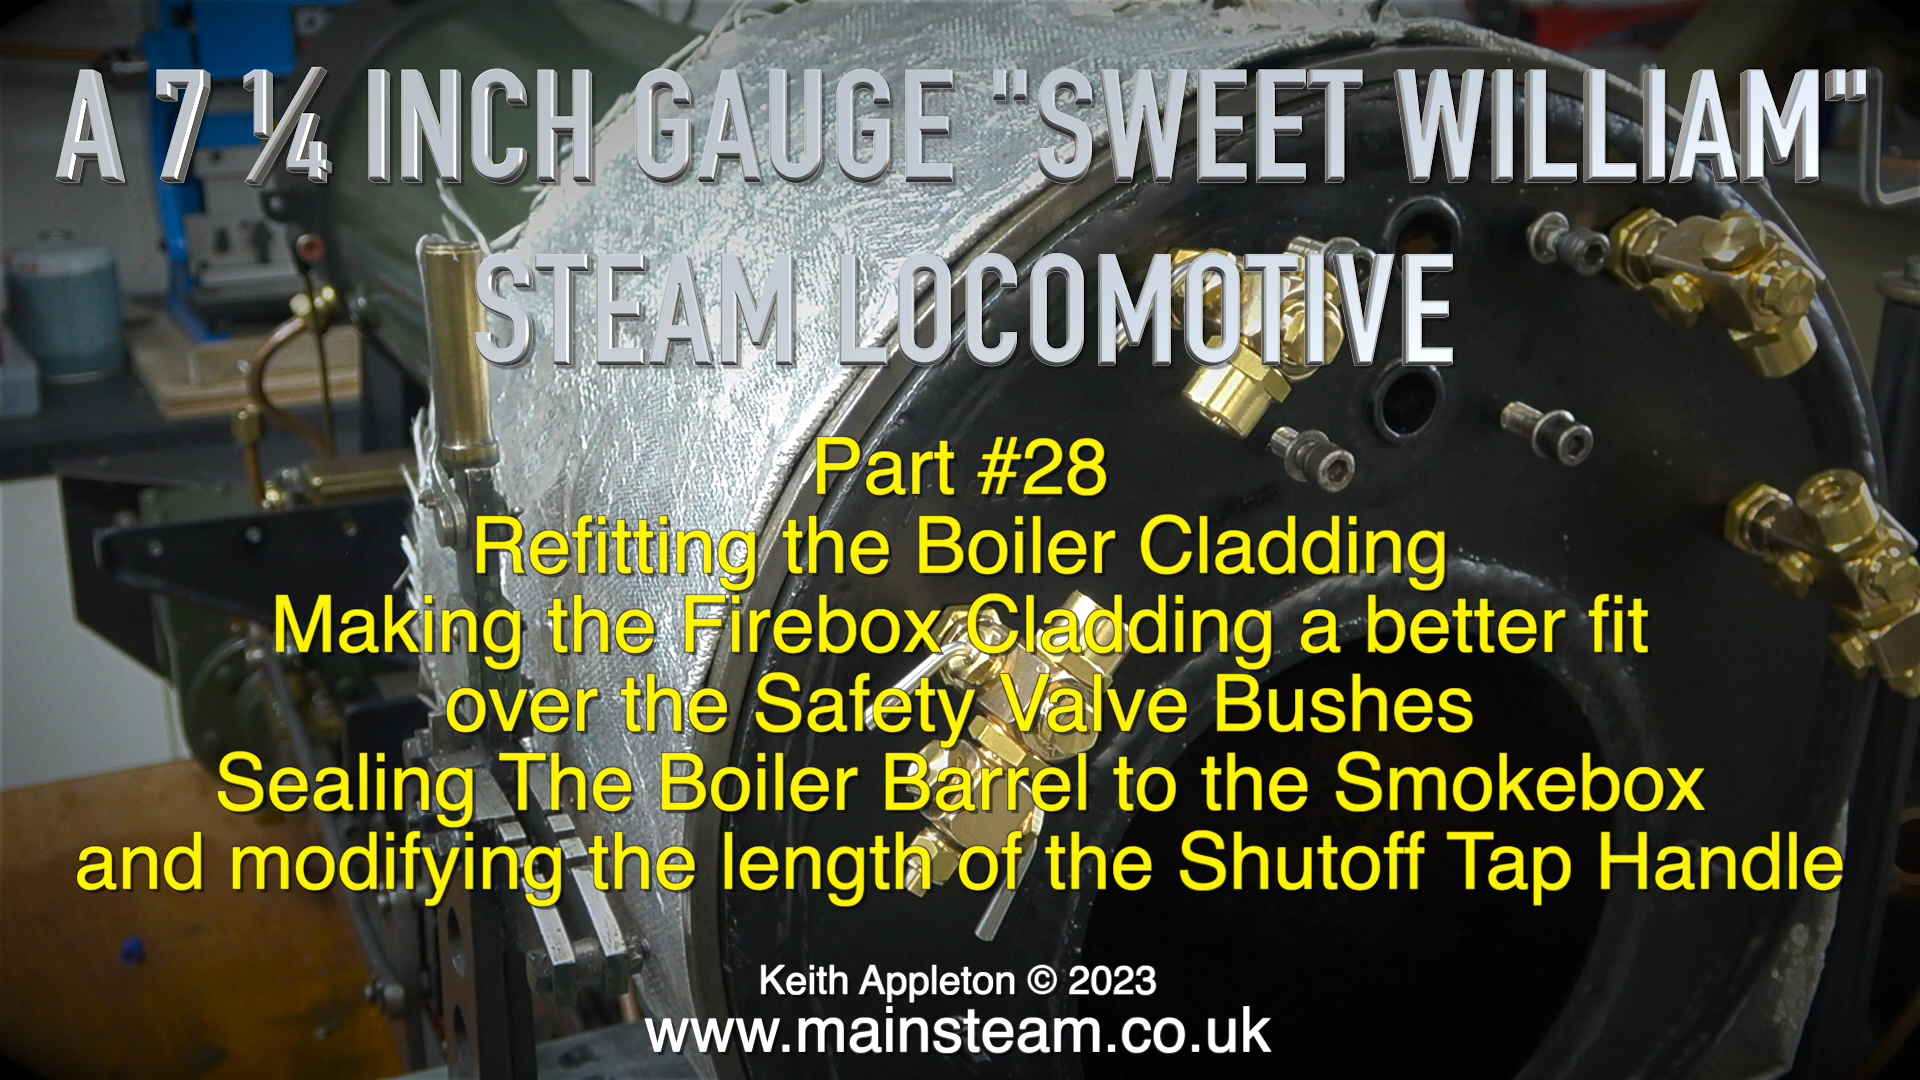 A 7 ¼ INCH GAUGE "SWEET WILLIAM"
STEAM LOCOMOTIVE
Part #28
Refitting the Boiler Cladding
Making the Firebox Cladding a better fit
over the Safety Valve Bushes
Sealing The Boiler Barrel to the Smokebox
and modifying the length of the Shutoff Tap Handle
Keith Appleton © 2023
www.mainsteam.co.uk